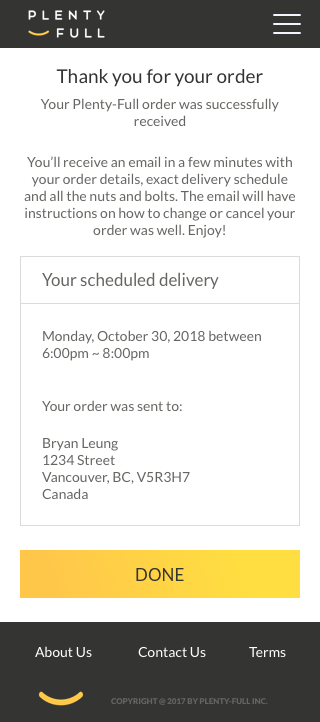 PLENTY
FULL
Thank you for your order
Your Plenty-Full order was successfully
received
You’ll receive an email in a few minutes with
your order details, exact delivery schedule
and all the nuts and bolts. The email will have
instructions on how to change or cancel your
order was well. Enjoy!
Your scheduled delivery
Monday, October 30, 2018 between
6:00pm ~ 8:00pm
Your order was sent to:
Bryan Leung
1234 Street
Vancouver, BC, V5R3H7
Canada
DONE
About Us Contact Us Terms
COPYRIGHT @ 2017 BY PLENTY-FULL INC.